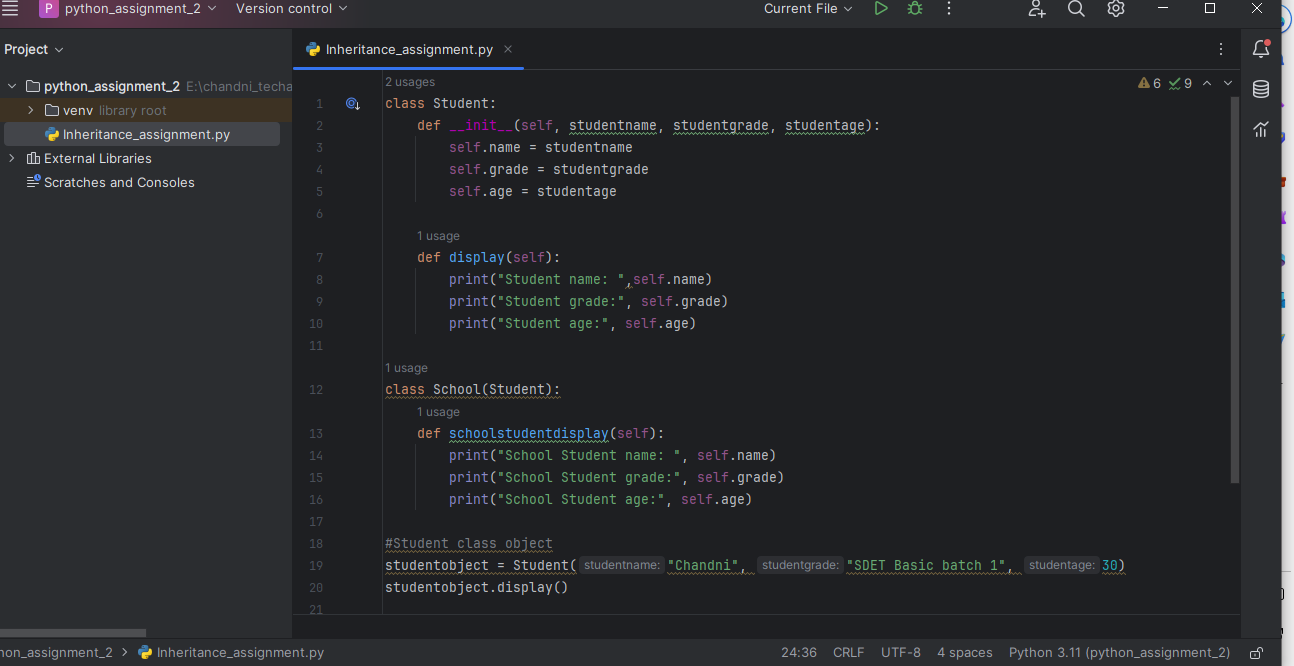 P python_assignment_2 Version control Current File
Project
Inheritance_assignment.py
python_assignment_2 E:\chandni_techa
venv library root
Inheritance_assignment.py
External Libraries
Scratches and Consoles
6 9
2 usages
1 class Student:
2 def __init__(self, studentname, studentgrade, studentage):
3 self.name = studentname
4 self.grade = studentgrade
5 self.age = studentage
6
1 usage
7 def display(self):
8 print("Student name: ",self.name)
9 print("Student grade:", self.grade)
10 print("Student age:", self.age)
11
1 usage
12 class School(Student):
1 usage
13 def schoolstudentdisplay(self):
14 print("School Student name: ", self.name)
15 print("School Student grade:", self.grade)
16 print("School Student age:", self.age)
17
18 #Student class object
19 studentobject = Student( studentname: "Chandni", studentgrade: "SDET Basic batch 1", studentage: 30)
20 studentobject.display()
21
hon_assignment_2 > Inheritance_assignment.py 24:36 CRLF UTF-8 4 spaces Python 3.11 (python_assignment_2)